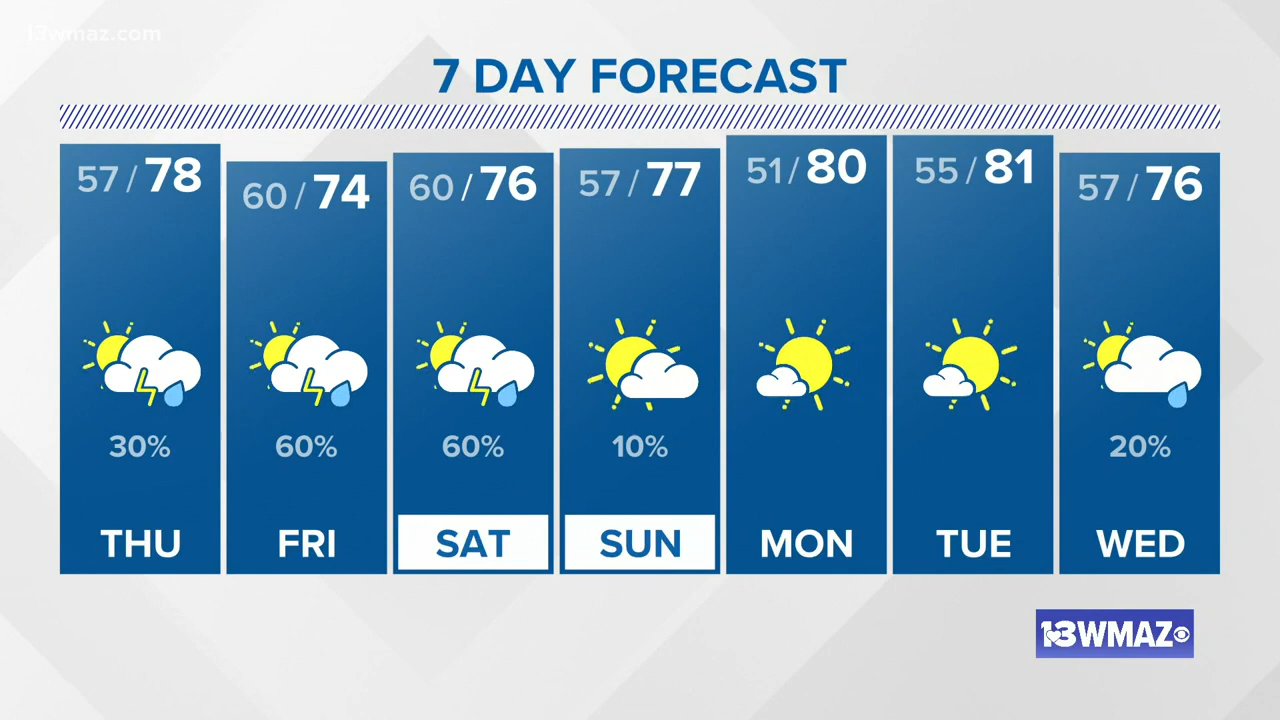 13wmaz.com
7 DAY FORECAST
57/78 60/74 60/76 57/77 51/80 55/81 57/76
30% 60% 60% 10% 20%
THU FRI SAT SUN MON TUE WED
13WMAZ